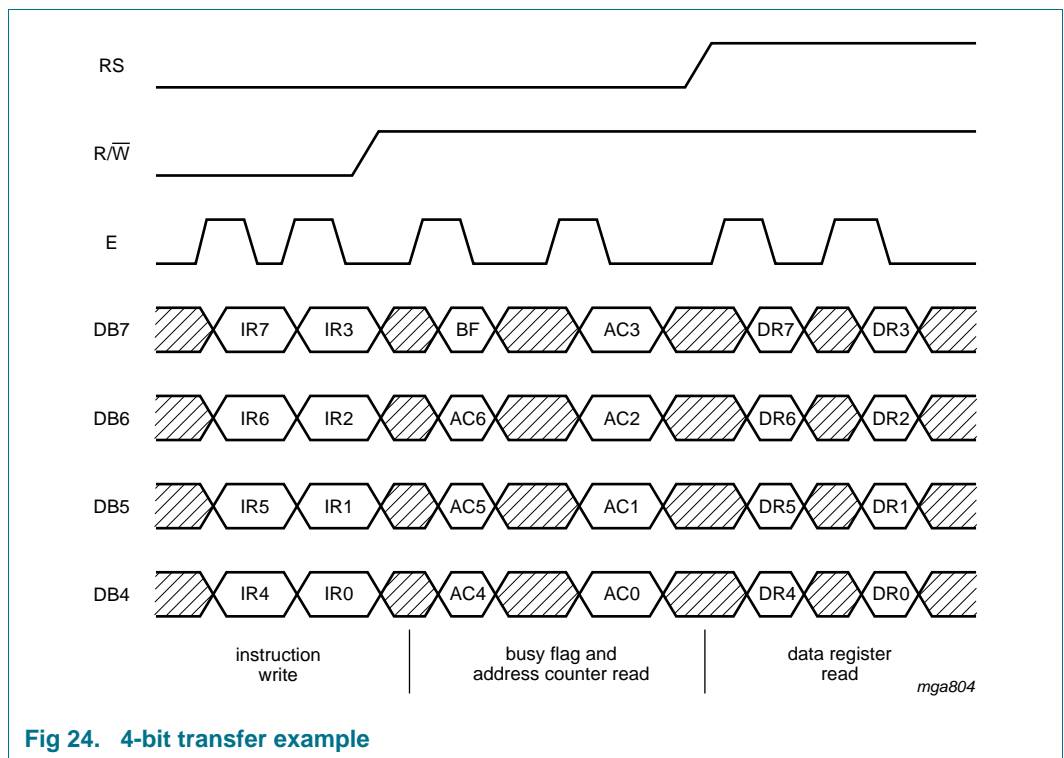 RS
R/W̅
E
DB7 IR7 IR3 BF AC3 DR7 DR3
DB6 IR6 IR2 AC6 AC2 DR6 DR2
DB5 IR5 IR1 AC5 AC1 DR5 DR1
DB4 IR4 IR0 AC4 AC0 DR4 DR0
instruction
write
busy flag and
address counter read
data register
read
mga804
Fig 24. 4-bit transfer example